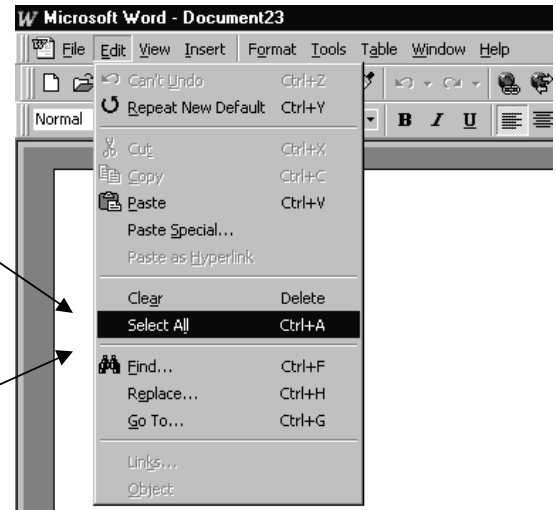 W Microsoft Word - Document23
File Edit View Insert Format Tools Table Window Help
Can't Undo Ctrl+Z
Repeat New Default Ctrl+Y
Normal B I U
Cut Ctrl+X
Copy Ctrl+C
Paste Ctrl+V
Paste Special...
Paste as Hyperlink
Clear Delete
Select All Ctrl+A
Find... Ctrl+F
Replace... Ctrl+H
Go To... Ctrl+G
Links...
Object